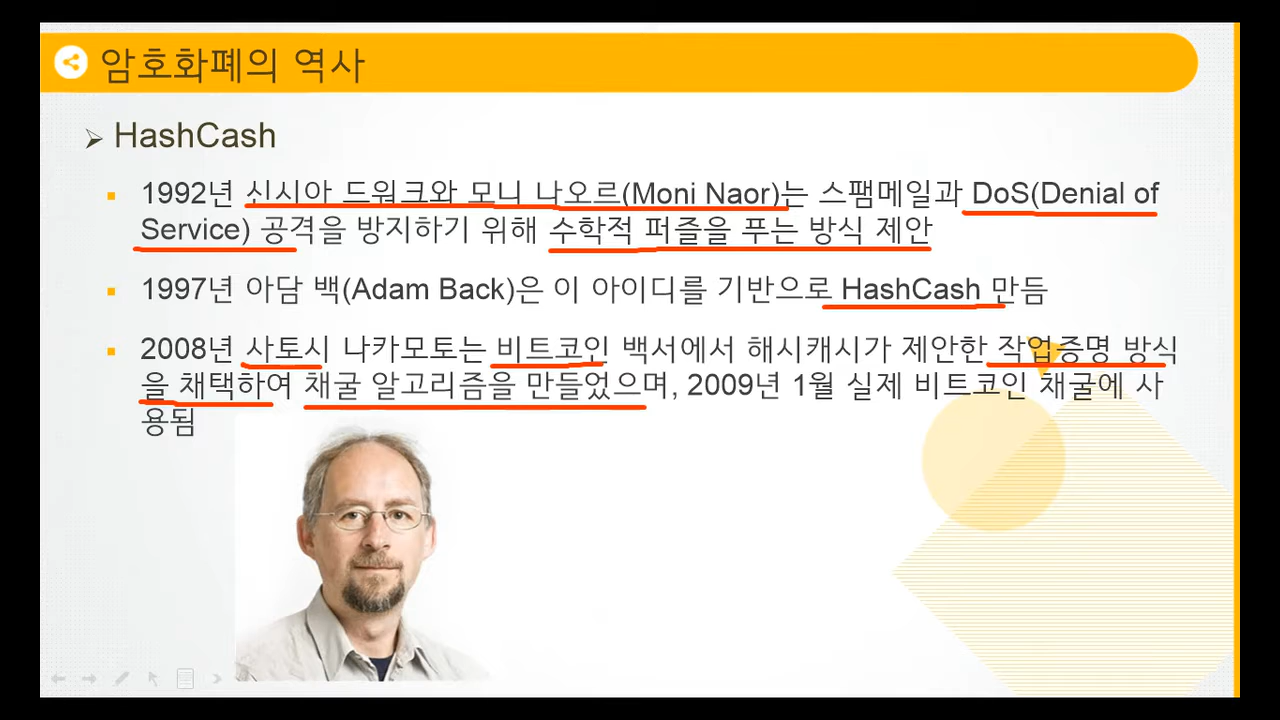 암호화폐의 역사
HashCash
1992년 신시아 드워크와 모니 나오르(Moni Naor)는 스팸메일과 DoS(Denial of
Service) 공격을 방지하기 위해 수학적 퍼즐을 푸는 방식 제안
1997년 아담 백(Adam Back)은 이 아이디를 기반으로 HashCash 만듬
2008년 사토시 나카모토는 비트코인 백서에서 해시캐시가 제안한 작업증명 방식
을 채택하여 채굴 알고리즘을 만들었으며, 2009년 1월 실제 비트코인 채굴에 사
용됨